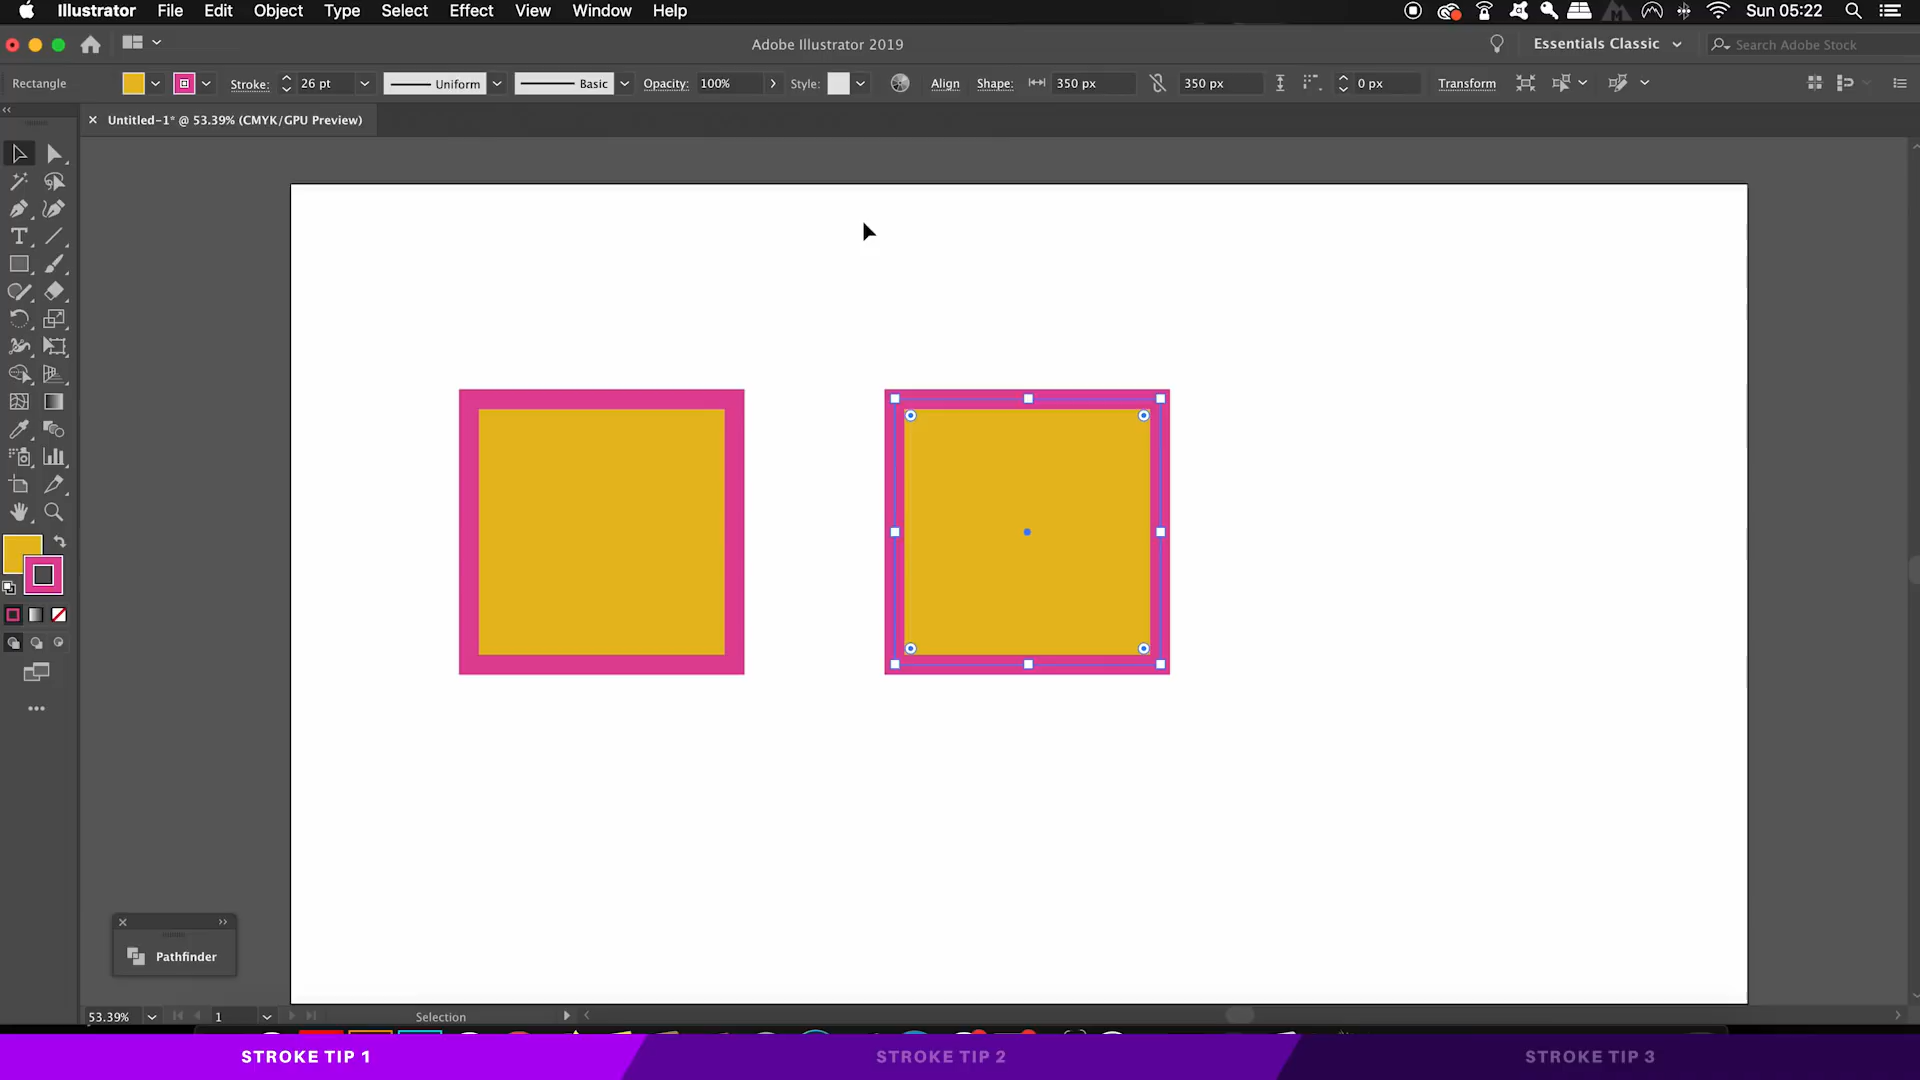 Illustrator File Edit Object Type Select Effect View Window Help Sun 05:22
Adobe Illustrator 2019 Essentials Classic Search Adobe Stock
Rectangle Stroke: 26 pt Uniform Basic Opacity: 100% Style: Align Shape: 350 px 350 px 0 px Transform
Untitled-1* @ 53.39% (CMYK/GPU Preview)
Pathfinder
53.39% 1 Selection
STROKE TIP 1 STROKE TIP 2 STROKE TIP 3